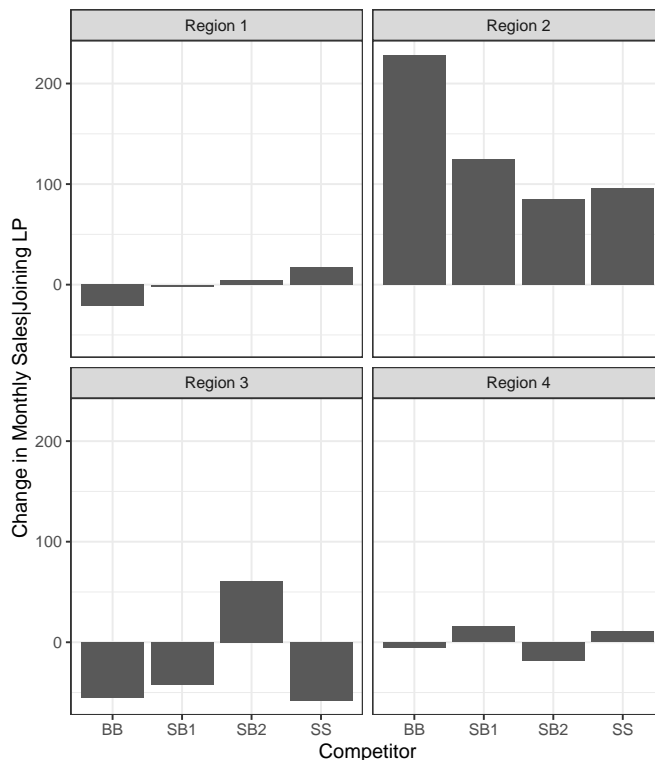 Region 1
Region 2
200
100
0
Region 3
Region 4
200
100
0
BB SB1 SB2 SS
BB SB1 SB2 SS
Competitor
Change in Monthly Sales|Joining LP